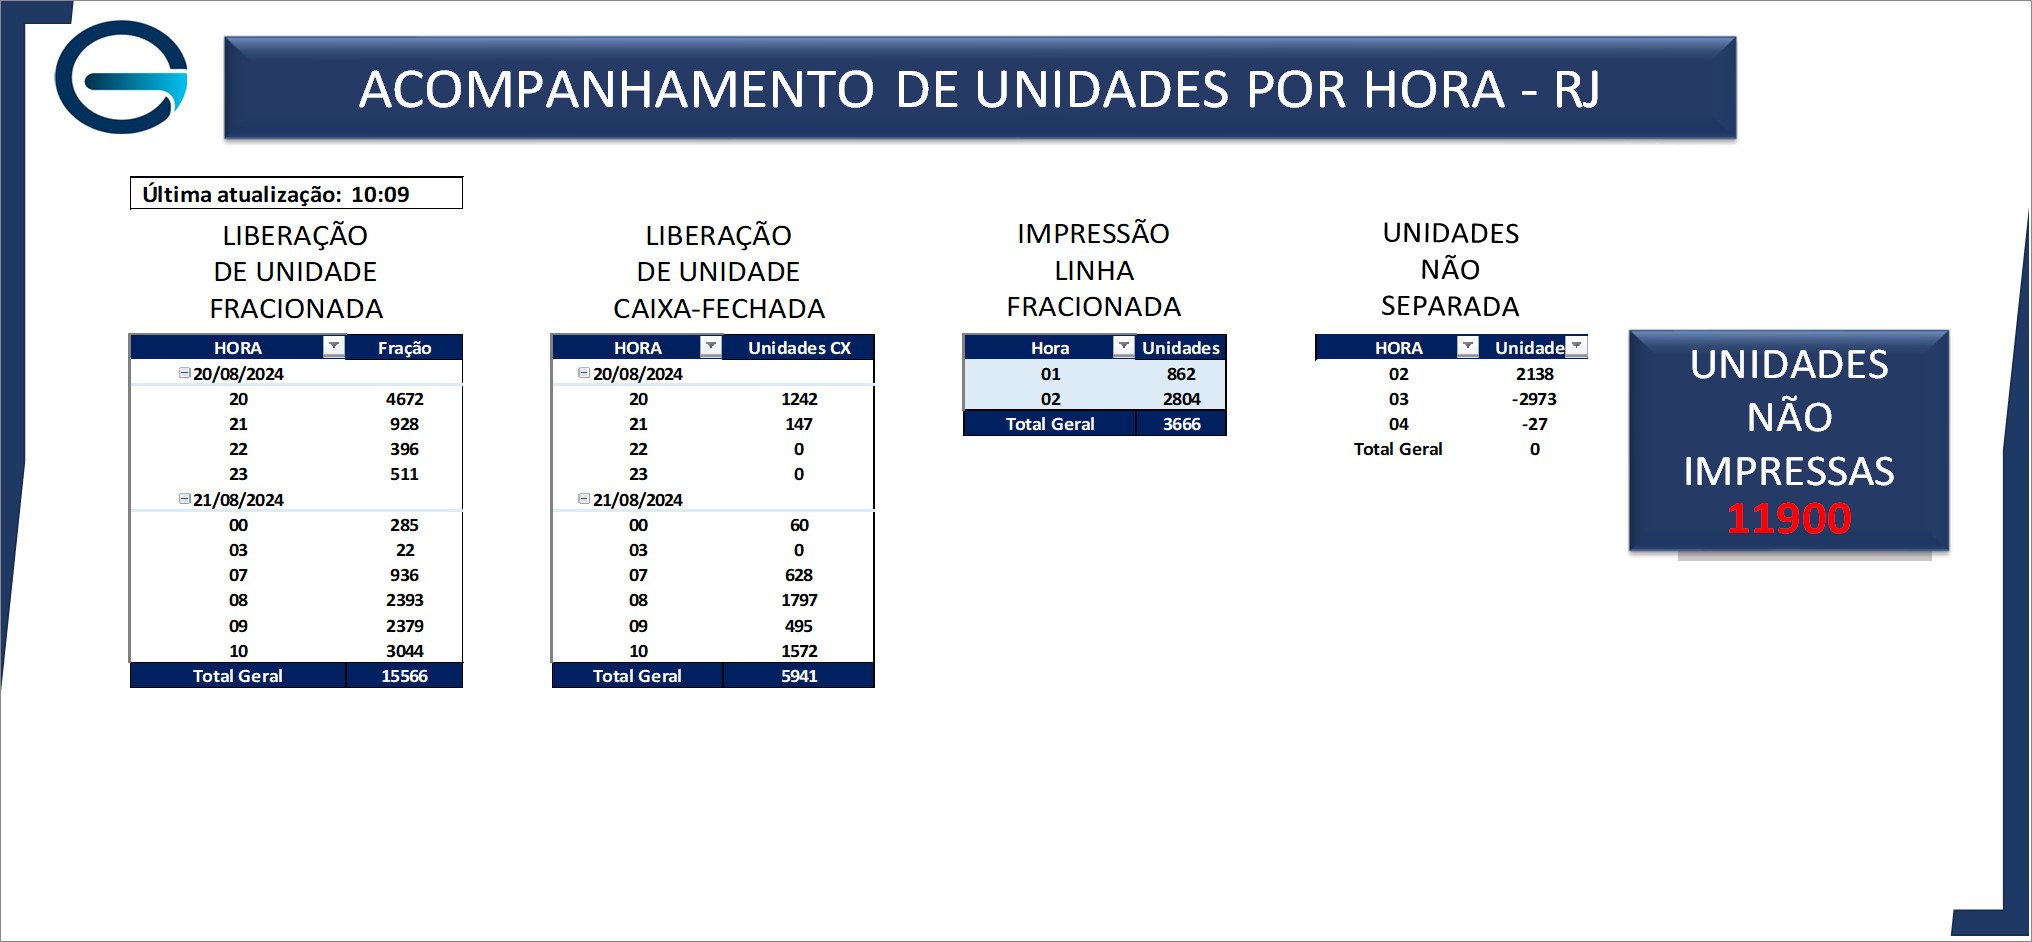 ACOMPANHAMENTO DE UNIDADES POR HORA - RJ
Última atualização: 10:09
LIBERAÇÃO
DE UNIDADE
FRACIONADA
HORA Fração
20/08/2024
20 4672
21 928
22 396
23 511
21/08/2024
00 285
03 22
07 936
08 2393
09 2379
10 3044
Total Geral 15566
LIBERAÇÃO
DE UNIDADE
CAIXA-FECHADA
HORA Unidades CX
20/08/2024
20 1242
21 147
22 0
23 0
21/08/2024
00 60
03 0
07 628
08 1797
09 495
10 1572
Total Geral 5941
IMPRESSÃO
LINHA
FRACIONADA
Hora Unidades
01 862
02 2804
Total Geral 3666
UNIDADES
NÃO
SEPARADA
HORA Unidade
02 2138
03 -2973
04 -27
Total Geral 0
UNIDADES
NÃO
IMPRESSAS
11900